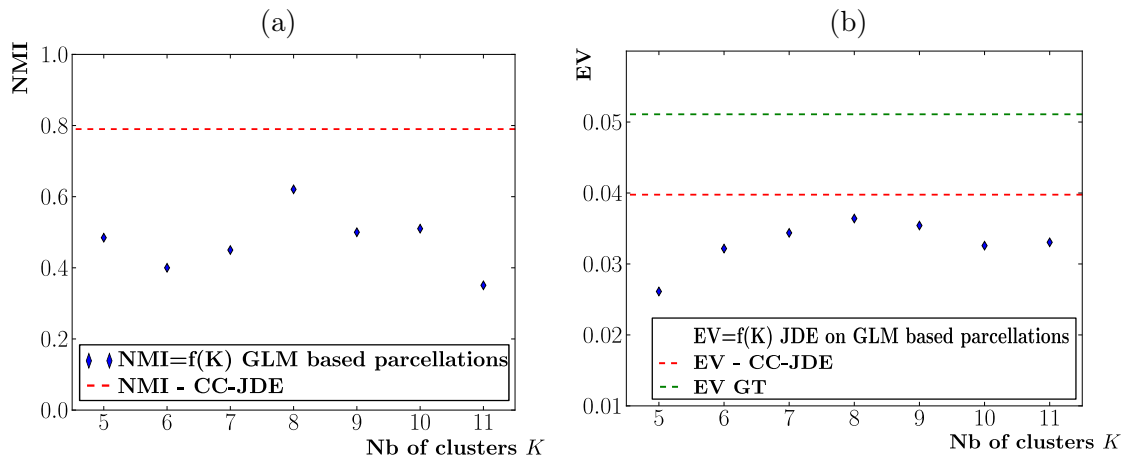 (a)
NMI
1.0
0.8
0.6
0.4
0.2
0.0
5 6 7 8 9 10 11
Nb of clusters K
NMI=f(K) GLM based parcellations
NMI - CC-JDE
(b)
EV
0.05
0.04
0.03
0.02
0.01
5 6 7 8 9 10 11
Nb of clusters K
EV=f(K) JDE on GLM based parcellations
EV - CC-JDE
EV GT